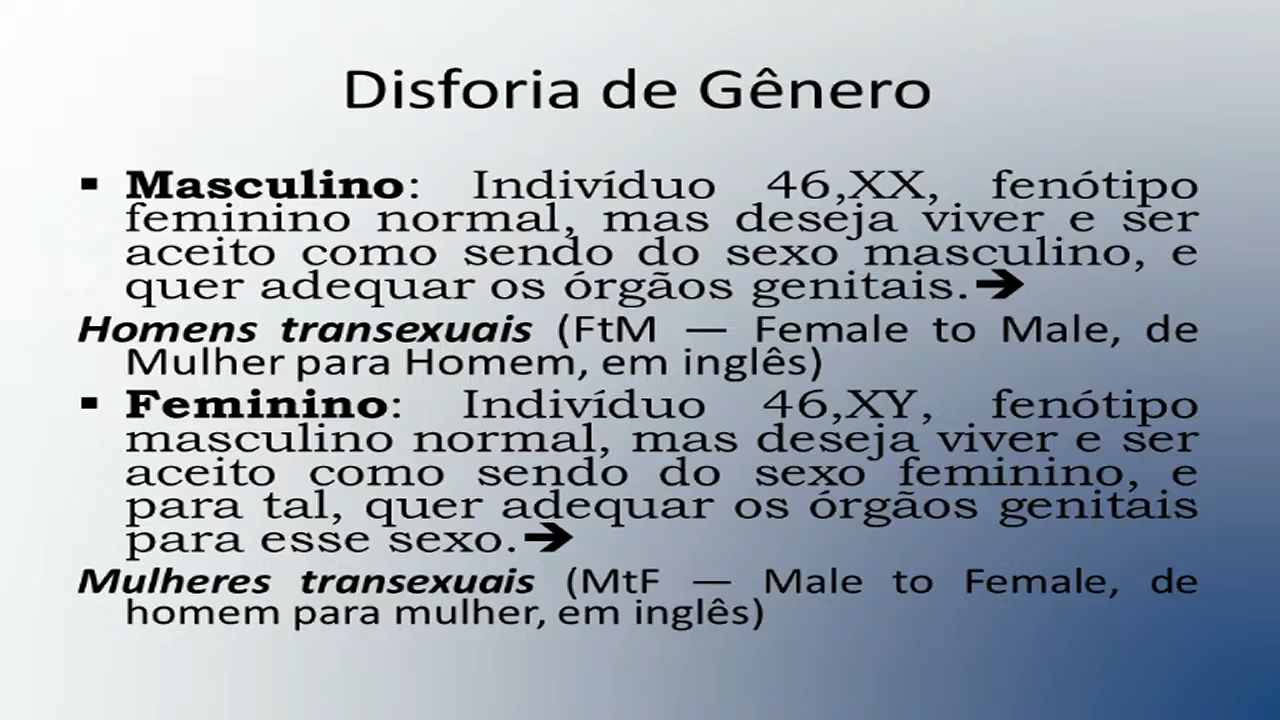 Disforia de Gênero
▪ Masculino: Indivíduo 46,XX, fenótipo
feminino normal, mas deseja viver e ser
aceito como sendo do sexo masculino, e
quer adequar os órgãos genitais.➔
Homens transexuais (FtM — Female to Male, de
Mulher para Homem, em inglês)
▪ Feminino: Indivíduo 46,XY, fenótipo
masculino normal, mas deseja viver e ser
aceito como sendo do sexo feminino, e
para tal, quer adequar os órgãos genitais
para esse sexo.➔
Mulheres transexuais (MtF — Male to Female, de
homem para mulher, em inglês)